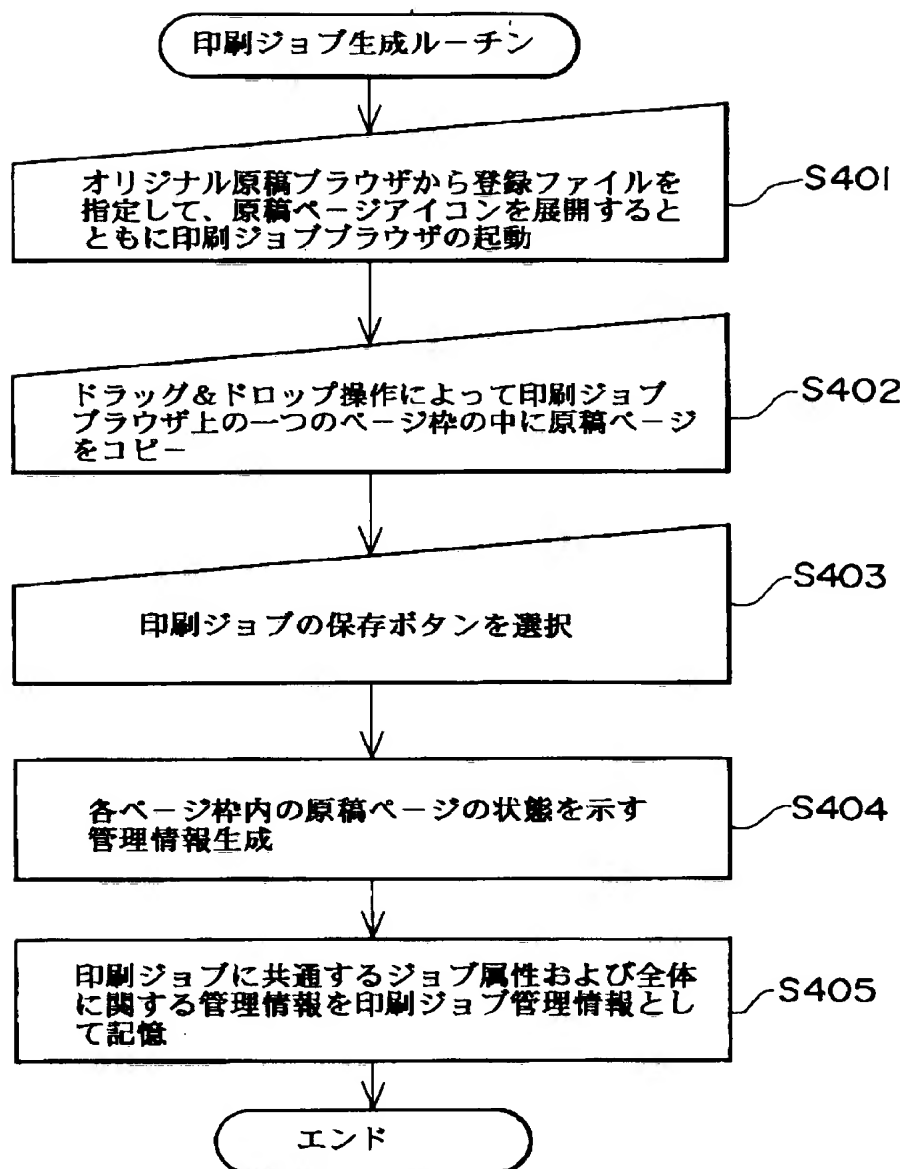 印刷ジョブ生成ルーチン
オリジナル原稿ブラウザから登録ファイルを
指定して、原稿ページアイコンを展開すると
ともに印刷ジョブブラウザの起動
S401
ドラッグ&ドロップ操作によって印刷ジョブ
ブラウザ上の一つのページ枠の中に原稿ページ
をコピー
S402
印刷ジョブの保存ボタンを選択
S403
各ページ枠内の原稿ページの状態を示す
管理情報生成
S404
印刷ジョブに共通するジョブ属性および全体
に関する管理情報を印刷ジョブ管理情報とし
て記憶
S405
エンド